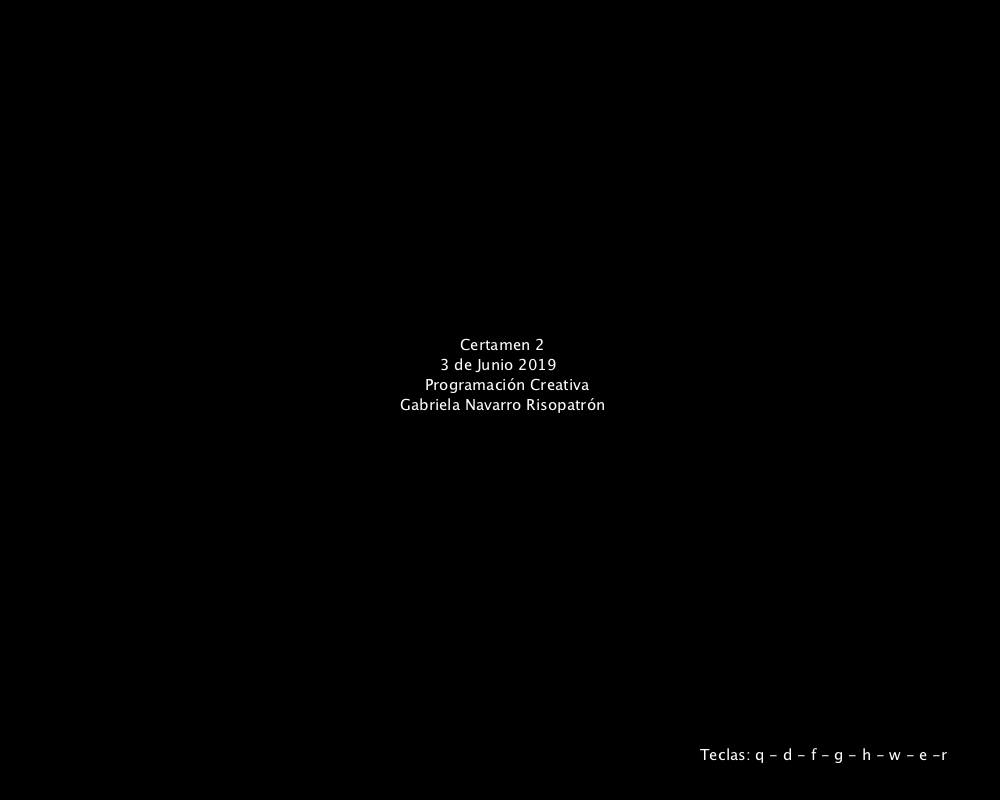 Certamen 2
3 de Junio 2019
Programación Creativa
Gabriela Navarro Risopatrón
Teclas: q – d – f – g – h – w – e –r